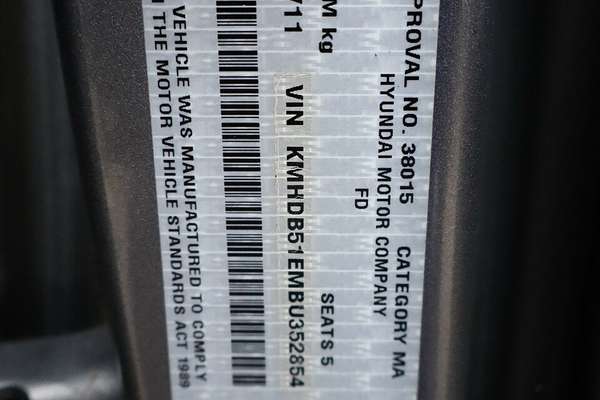 PROVAL NO. 38015 CATEGORY MA
HYUNDAI MOTOR COMPANY
FD
M kg SEATS 5
/11 VIN KMHDB51EMBU352854
VEHICLE WAS MANUFACTURED TO COMPLY
THE MOTOR VEHICLE STANDARDS ACT 1989